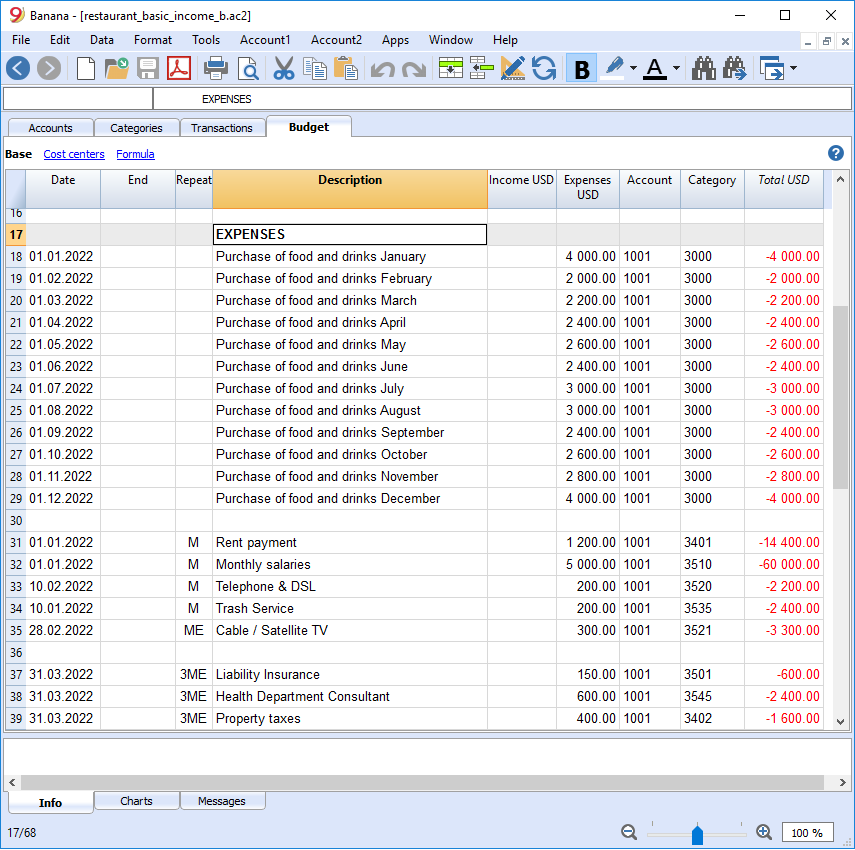 Banana - [restaurant_basic_income_b.ac2]
File Edit Data Format Tools Account1 Account2 Apps Window Help
EXPENSES
Accounts Categories Transactions Budget
Base Cost centers Formula
Date End Repeat Description Income USD Expenses USD Account Category Total USD
16
17 EXPENSES
18 01.01.2022 Purchase of food and drinks January 4 000.00 1001 3000 -4 000.00
19 01.02.2022 Purchase of food and drinks February 2 000.00 1001 3000 -2 000.00
20 01.03.2022 Purchase of food and drinks March 2 200.00 1001 3000 -2 200.00
21 01.04.2022 Purchase of food and drinks April 2 400.00 1001 3000 -2 400.00
22 01.05.2022 Purchase of food and drinks May 2 600.00 1001 3000 -2 600.00
23 01.06.2022 Purchase of food and drinks June 2 400.00 1001 3000 -2 400.00
24 01.07.2022 Purchase of food and drinks July 3 000.00 1001 3000 -3 000.00
25 01.08.2022 Purchase of food and drinks August 3 000.00 1001 3000 -3 000.00
26 01.09.2022 Purchase of food and drinks September 2 400.00 1001 3000 -2 400.00
27 01.10.2022 Purchase of food and drinks October 2 600.00 1001 3000 -2 600.00
28 01.11.2022 Purchase of food and drinks November 2 800.00 1001 3000 -2 800.00
29 01.12.2022 Purchase of food and drinks December 4 000.00 1001 3000 -4 000.00
30
31 01.01.2022 M Rent payment 1 200.00 1001 3401 -14 400.00
32 01.01.2022 M Monthly salaries 5 000.00 1001 3510 -60 000.00
33 10.02.2022 M Telephone & DSL 200.00 1001 3520 -2 200.00
34 10.01.2022 M Trash Service 200.00 1001 3535 -2 400.00
35 28.02.2022 ME Cable / Satellite TV 300.00 1001 3521 -3 300.00
36
37 31.03.2022 3ME Liability Insurance 150.00 1001 3501 -600.00
38 31.03.2022 3ME Health Department Consultant 600.00 1001 3545 -2 400.00
39 31.03.2022 3ME Property taxes 400.00 1001 3402 -1 600.00
Info Charts Messages
17/68 100 %